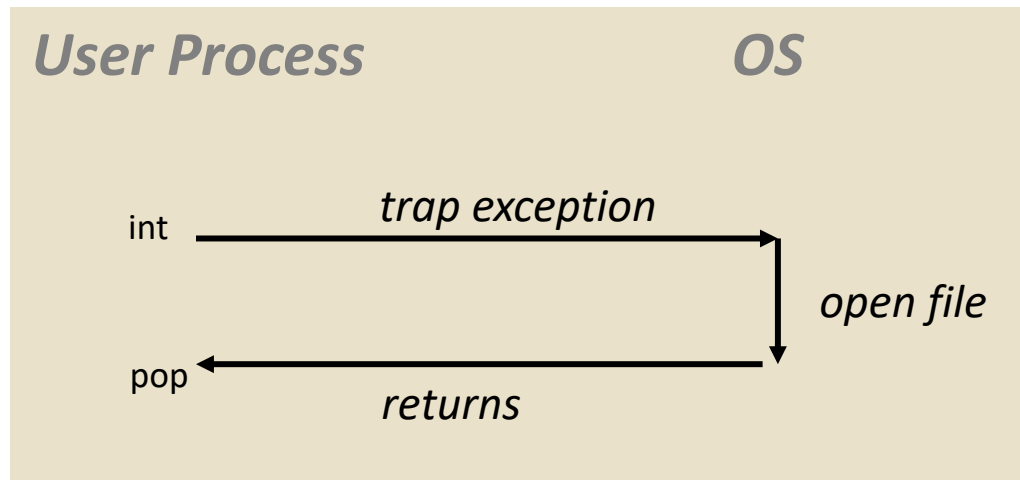 User Process OS
int trap exception
open file
pop returns